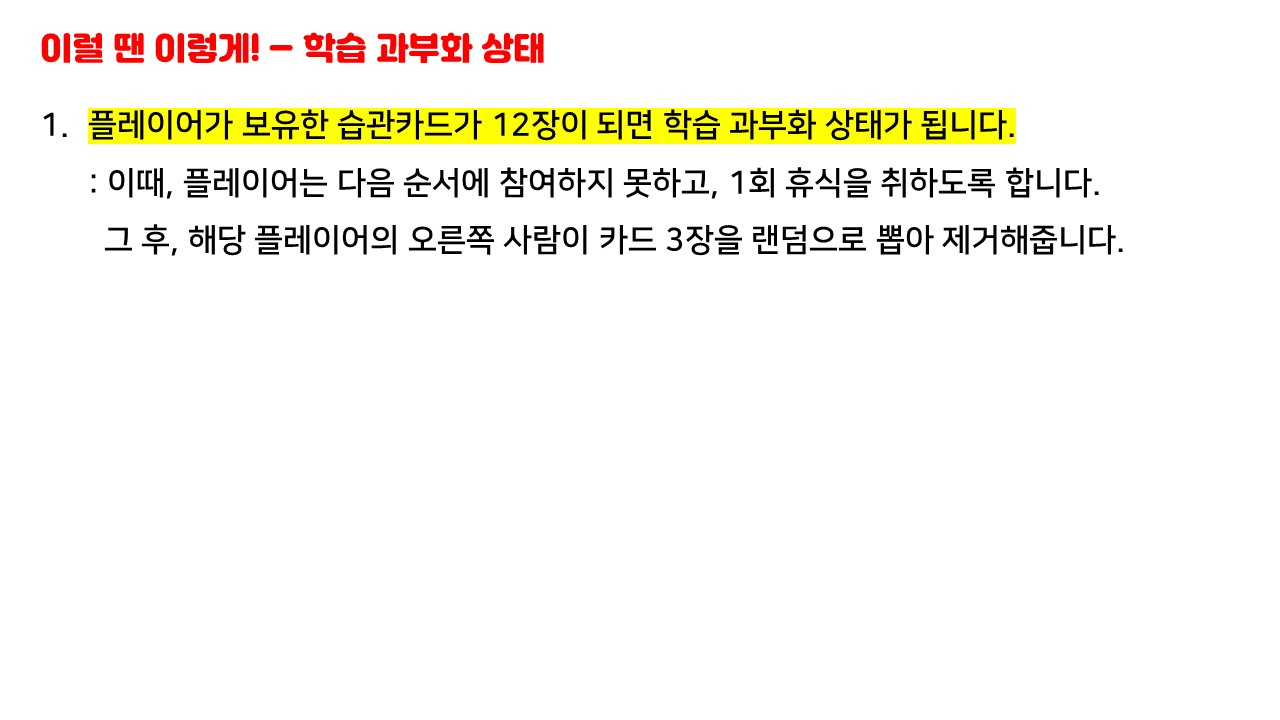 이럴 땐 이렇게! – 학습 과부화 상태
1. 플레이어가 보유한 습관카드가 12장이 되면 학습 과부화 상태가 됩니다.
: 이때, 플레이어는 다음 순서에 참여하지 못하고, 1회 휴식을 취하도록 합니다.
그 후, 해당 플레이어의 오른쪽 사람이 카드 3장을 랜덤으로 뽑아 제거해줍니다.